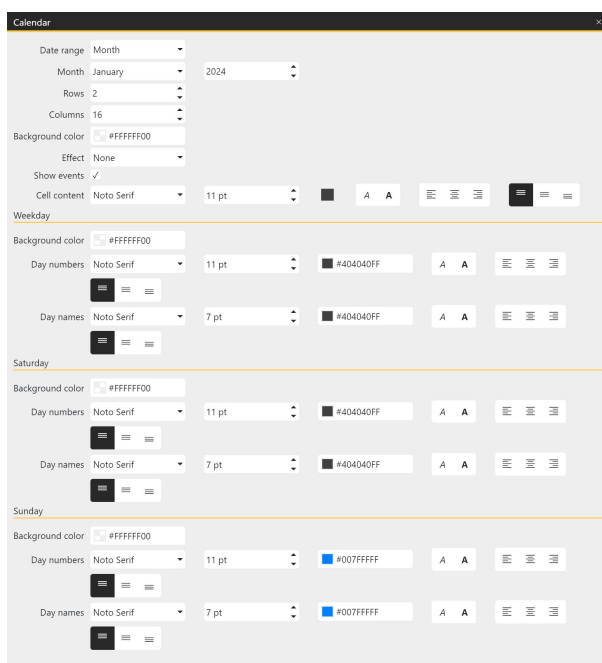 Calendar
Date range Month
Month January 2024
Rows 2
Columns 16
Background color #FFFFFF00
Effect None
Show events
Cell content Noto Serif 11 pt A A
Weekday
Background color #FFFFFF00
Day numbers Noto Serif 11 pt #404040FF A A
Day names Noto Serif 7 pt #404040FF A A
Saturday
Background color #FFFFFF00
Day numbers Noto Serif 11 pt #404040FF A A
Day names Noto Serif 7 pt #404040FF A A
Sunday
Background color #FFFFFF00
Day numbers Noto Serif 11 pt #007FFFFF A A
Day names Noto Serif 7 pt #007FFFFF A A